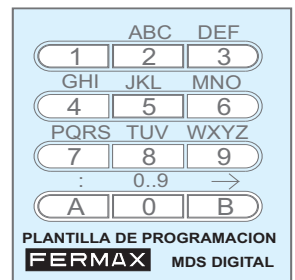 ABC DEF
1 2 3
GHI JKL MNO
4 5 6
PQRS TUV WXYZ
7 8 9
: 0..9 →
A 0 B
PLANTILLA DE PROGRAMACION
FERMAX MDS DIGITAL